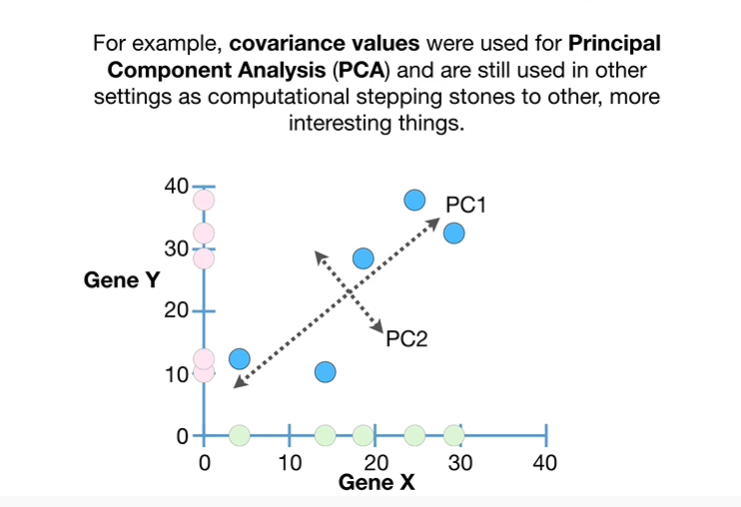 For example, covariance values were used for Principal
Component Analysis (PCA) and are still used in other
settings as computational stepping stones to other, more
interesting things.
40
PC1
30
Gene Y
20
PC2
10
0
0 10 20 30 40
Gene X